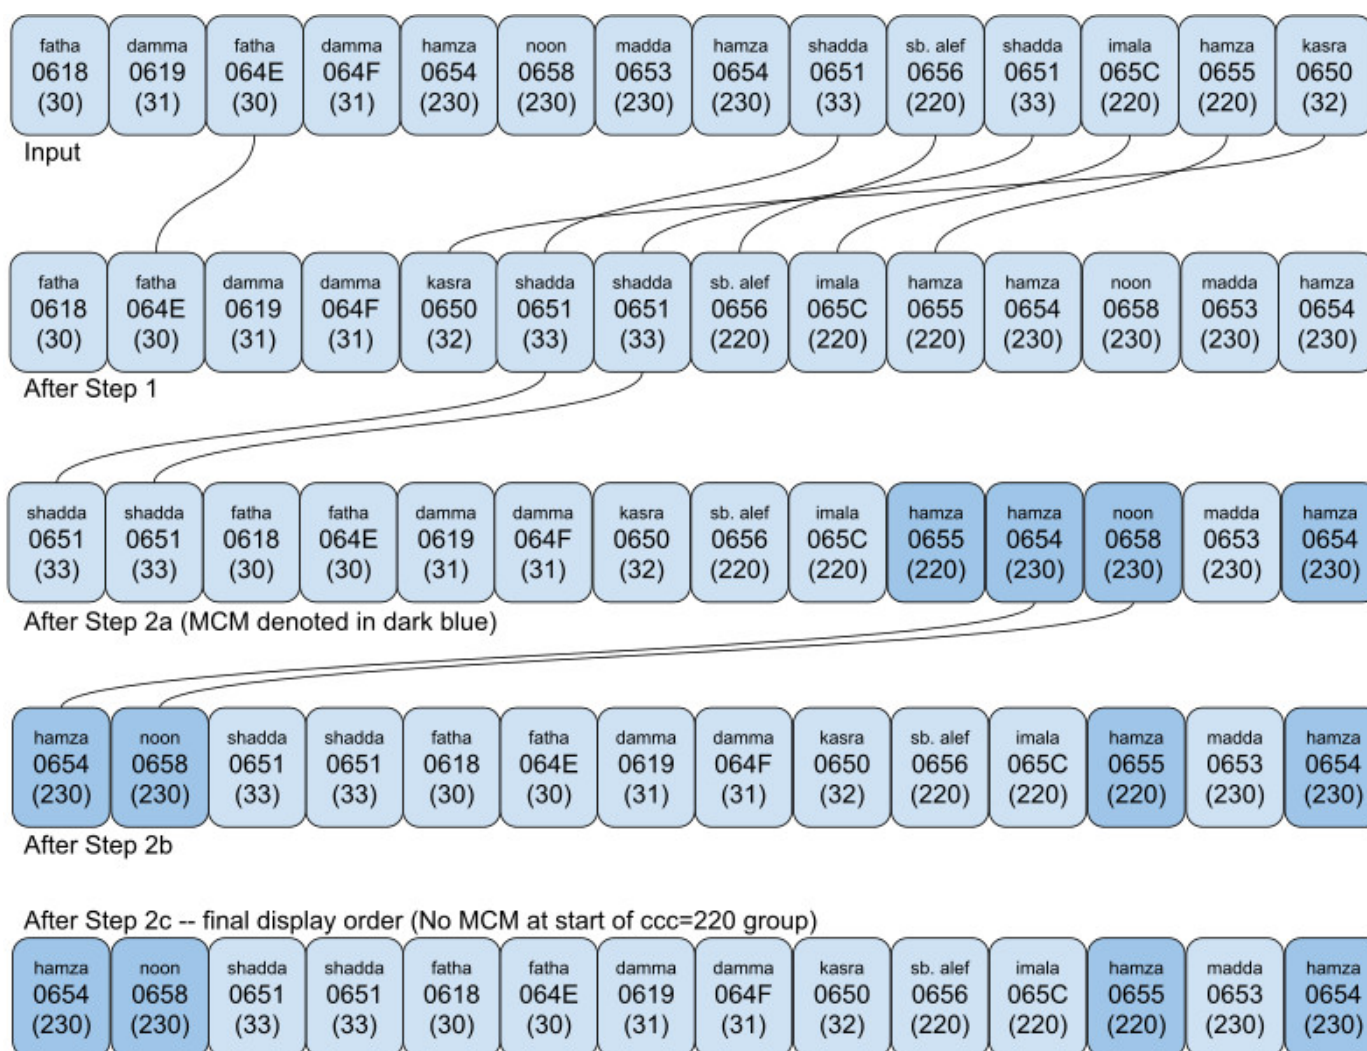 fatha damma fatha damma hamza noon madda hamza shadda sb. alef shadda imala hamza kasra
0618 0619 064E 064F 0654 0658 0653 0654 0651 0656 0651 065C 0655 0650
(30) (31) (30) (31) (230) (230) (230) (230) (33) (220) (33) (220) (220) (32)
Input
fatha fatha damma damma kasra shadda shadda sb. alef imala hamza hamza noon madda hamza
0618 064E 0619 064F 0650 0651 0651 0656 065C 0655 0654 0658 0653 0654
(30) (30) (31) (31) (32) (33) (33) (220) (220) (220) (230) (230) (230) (230)
After Step 1
shadda shadda fatha fatha damma damma kasra sb. alef imala hamza hamza noon madda hamza
0651 0651 0618 064E 0619 064F 0650 0656 065C 0655 0654 0658 0653 0654
(33) (33) (30) (30) (31) (31) (32) (220) (220) (220) (230) (230) (230) (230)
After Step 2a (MCM denoted in dark blue)
hamza noon shadda shadda fatha fatha damma damma kasra sb. alef imala hamza madda hamza
0654 0658 0651 0651 0618 064E 0619 064F 0650 0656 065C 0655 0653 0654
(230) (230) (33) (33) (30) (30) (31) (31) (32) (220) (220) (220) (230) (230)
After Step 2b
After Step 2c -- final display order (No MCM at start of ccc=220 group)
hamza noon shadda shadda fatha fatha damma damma kasra sb. alef imala hamza madda hamza
0654 0658 0651 0651 0618 064E 0619 064F 0650 0656 065C 0655 0653 0654
(230) (230) (33) (33) (30) (30) (31) (31) (32) (220) (220) (220) (230) (230)